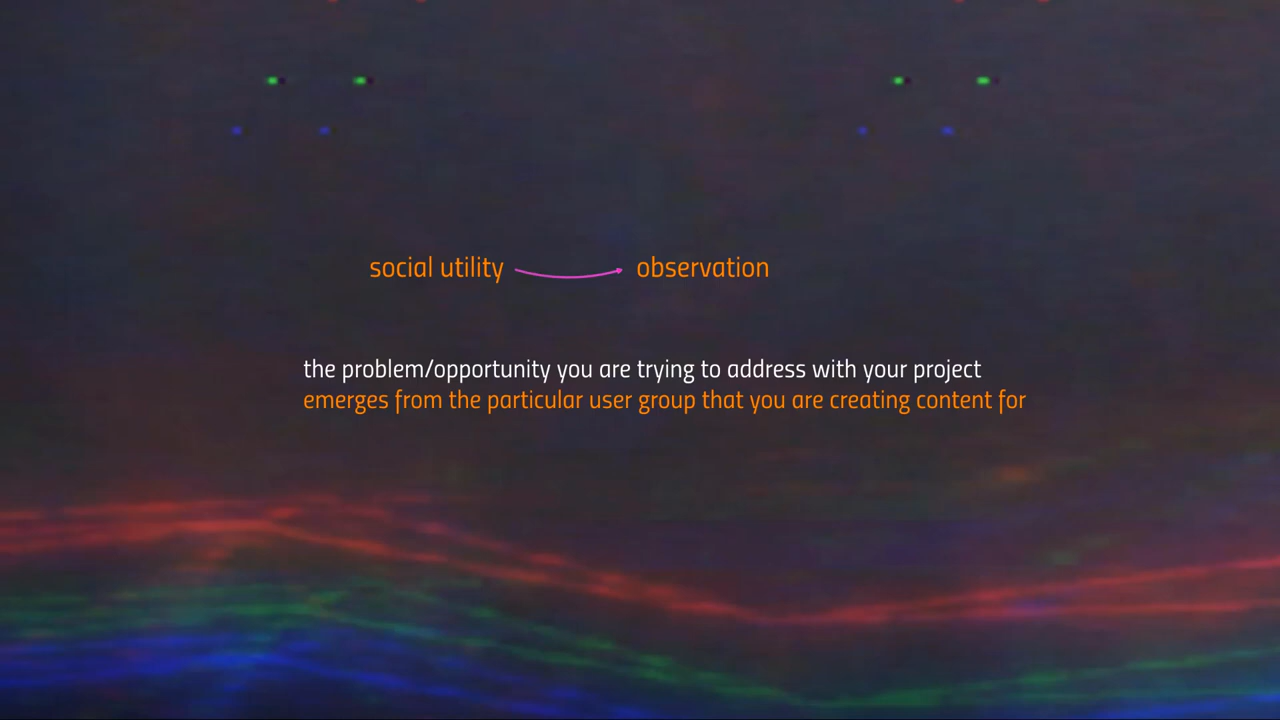 social utility observation
the problem/opportunity you are trying to address with your project
emerges from the particular user group that you are creating content for